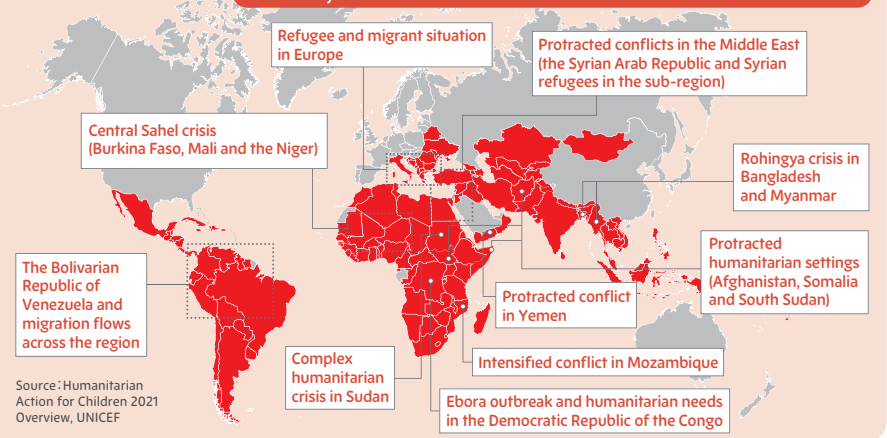 Refugee and migrant situation
in Europe
Protracted conflicts in the Middle East
(the Syrian Arab Republic and Syrian
refugees in the sub-region)
Central Sahel crisis
(Burkina Faso, Mali and the Niger)
Rohingya crisis in
Bangladesh
and Myanmar
Protracted
humanitarian settings
(Afghanistan, Somalia
and South Sudan)
The Bolivarian
Republic of
Venezuela and
migration flows
across the region
Protracted conflict
in Yemen
Complex
humanitarian
crisis in Sudan
Intensified conflict in Mozambique
Ebora outbreak and humanitarian needs
in the Democratic Republic of the Congo
Source：Humanitarian
Action for Children 2021
Overview, UNICEF